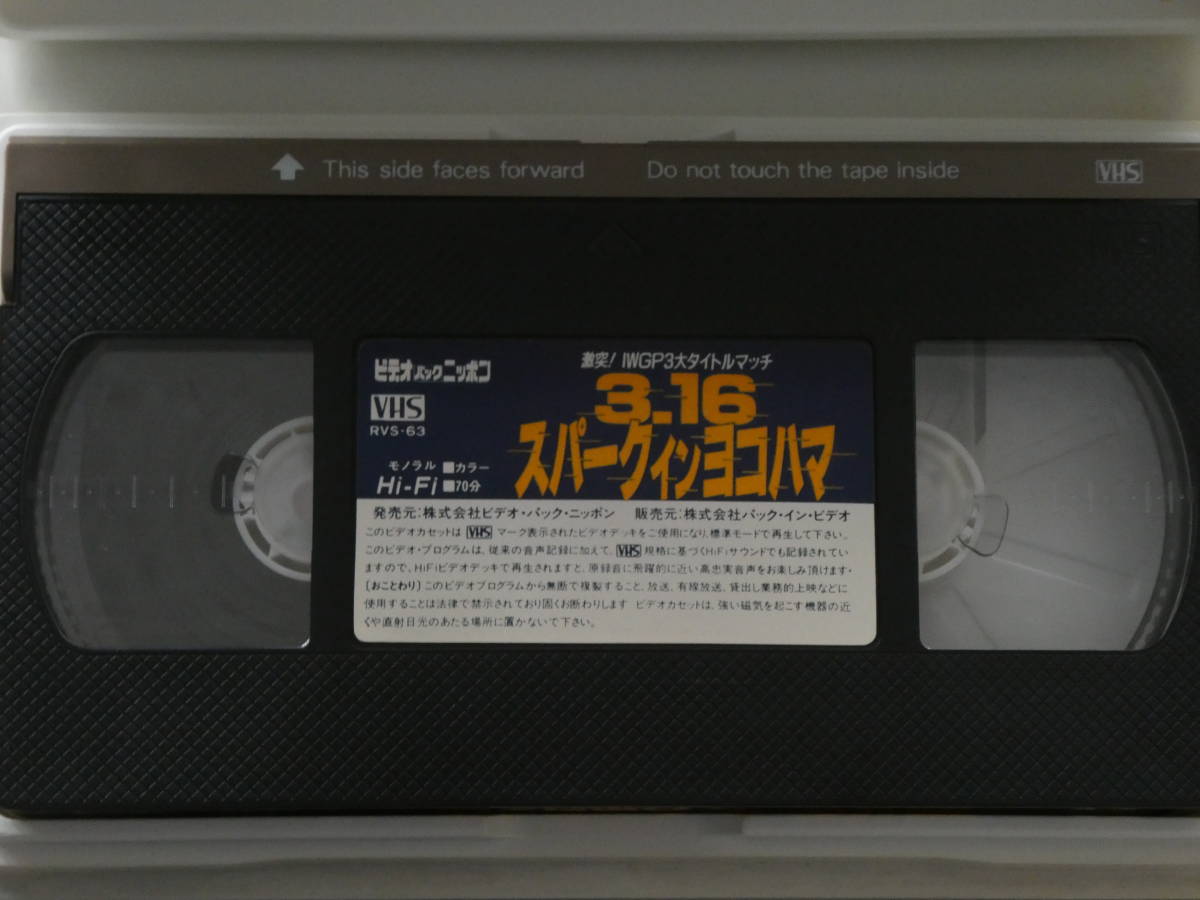 This side faces forward Do not touch the tape inside VHS
ビデオパックニッポン
VHS
RVS-63
モノラル ■カラー
Hi-Fi ■70分
激突! IWGP3大タイトルマッチ
3.16
スパークインヨコハマ
発売元:株式会社ビデオ・パック・ニッポン 販売元:株式会社パック・イン・ビデオ
このビデオカセットは VHS マーク表示されたビデオデッキをご使用になり、標準モードで再生して下さい。
このビデオ・プログラムは、従来の音声記録に加えて、VHS 規格に基づくHiFiサウンドでも記録されてい
ますので、HiFiビデオデッキで再生されますと、原録音に飛躍的に近い高忠実音声をお楽しみ頂けます・
(おことわり)このビデオプログラムから無断で複製すること、放送、有線放送、貸出し業務的上映などに
使用することは法律で禁示されており固くお断わりします ビデオカセットは、強い磁気を起こす機器の近
くや直射日光のあたる場所に置かないで下さい。